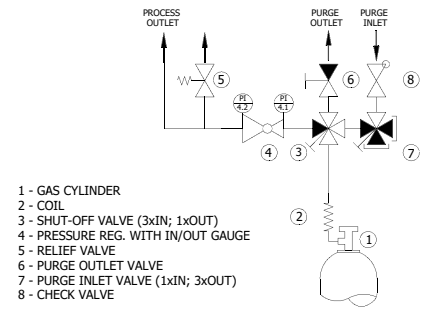 PROCESS
OUTLET
PURGE
OUTLET
PURGE
INLET
5
6
8
PI
4.2
PI
4.1
4
3
7
2
1
1 - GAS CYLINDER
2 - COIL
3 - SHUT-OFF VALVE (3xIN; 1xOUT)
4 - PRESSURE REG. WITH IN/OUT GAUGE
5 - RELIEF VALVE
6 - PURGE OUTLET VALVE
7 - PURGE INLET VALVE (1xIN; 3xOUT)
8 - CHECK VALVE